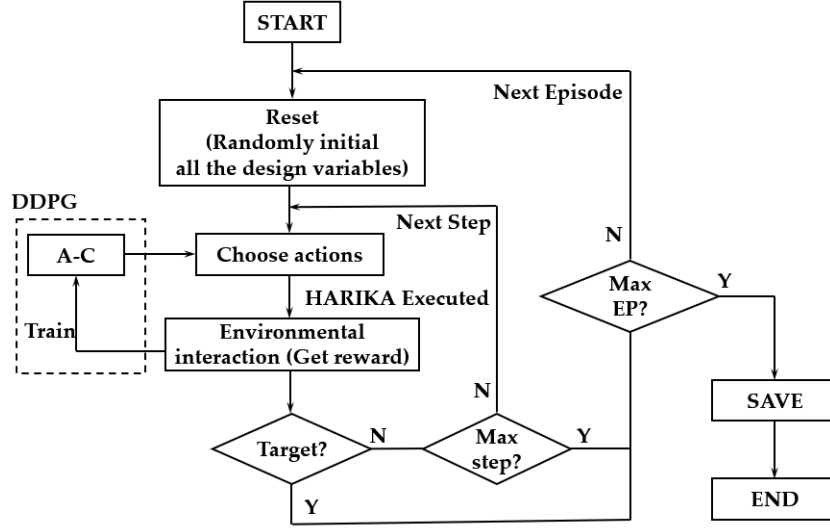 START
Next Episode
Reset
(Randomly initial
all the design variables)
DDPG
Next Step
A-C
Choose actions
N
Max
EP?
Y
HARIKA Executed
Train
Environmental
interaction (Get reward)
N
SAVE
Target?
N
Max
step?
Y
Y
END